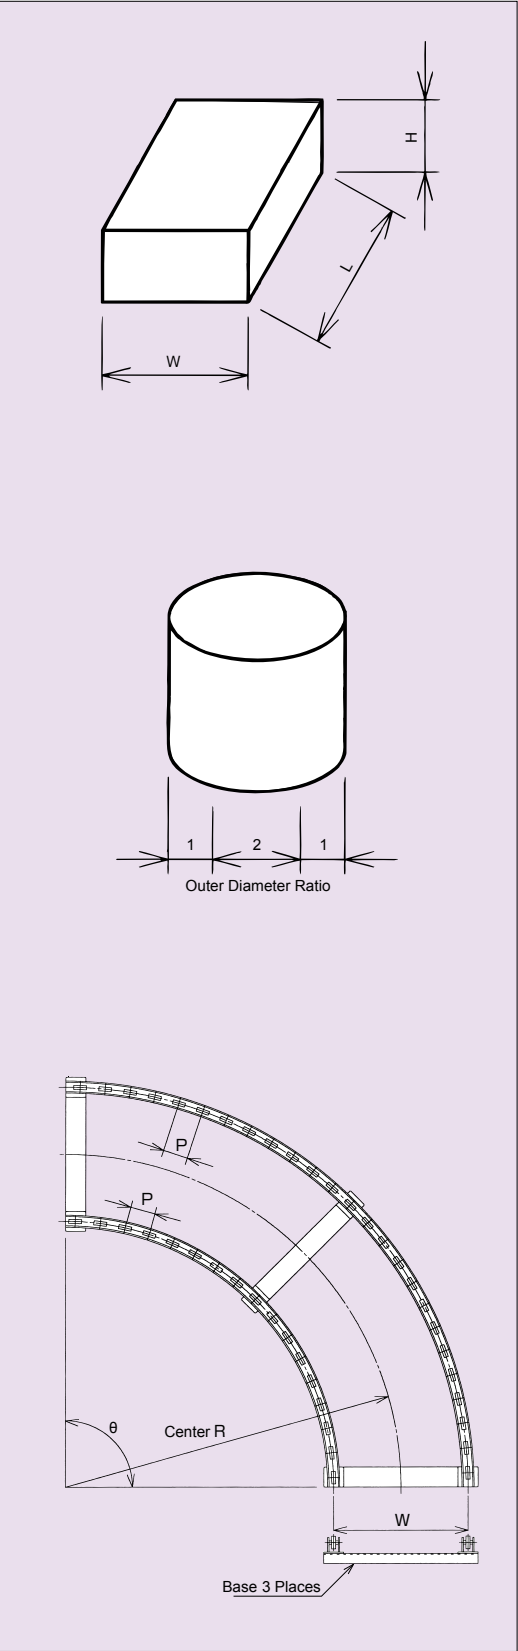 H
L
W
1 2 1
Outer Diameter Ratio
P
P
θ
Center R
W
Base 3 Places